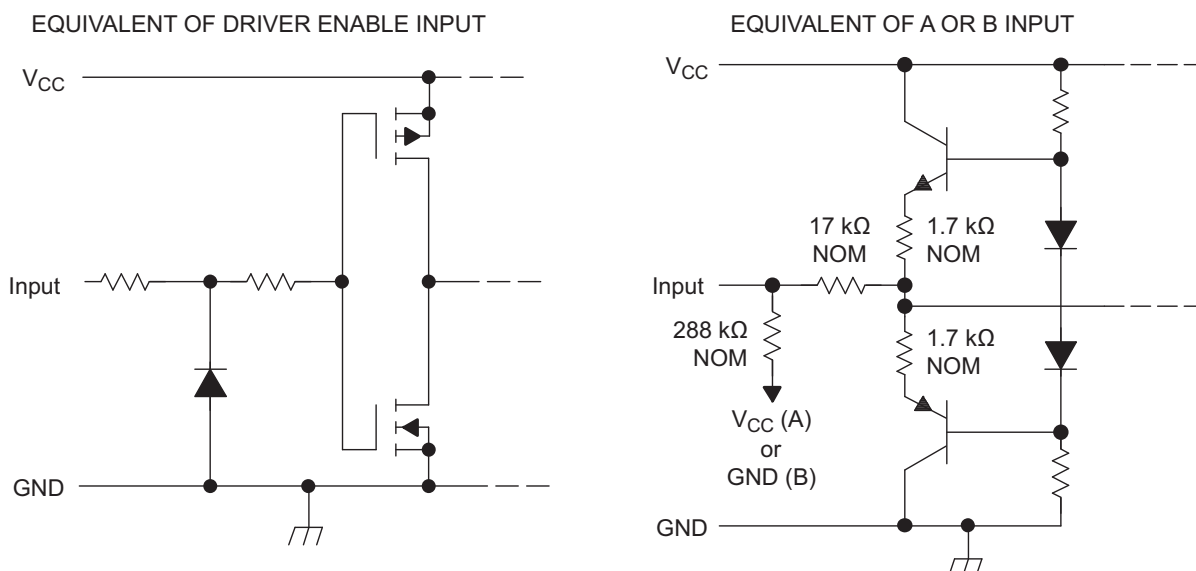 EQUIVALENT OF DRIVER ENABLE INPUT
VCC
Input
GND
EQUIVALENT OF A OR B INPUT
VCC
17 kΩ
NOM
1.7 kΩ
NOM
Input
288 kΩ
NOM
1.7 kΩ
NOM
VCC (A)
or
GND (B)
GND